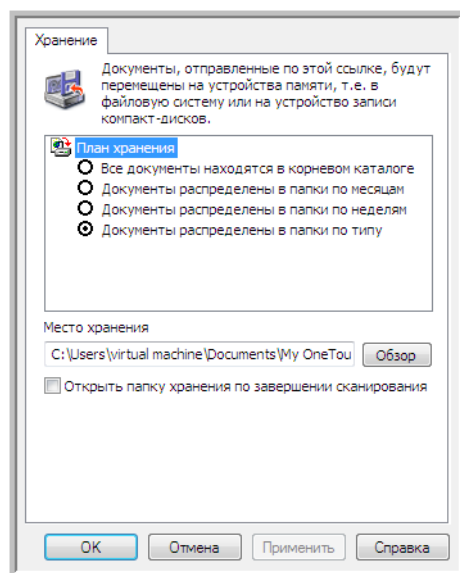 Хранение
Документы, отправленные по этой ссылке, будут
перемещены на устройства памяти, т.е. в
файловую систему или на устройство записи
компакт-дисков.
План хранения
Все документы находятся в корневом каталоге
Документы распределены в папки по месяцам
Документы распределены в папки по неделям
Документы распределены в папки по типу
Место хранения
C:\Users\virtual machine\Documents\My OneTou
Обзор
Открыть папку хранения по завершении сканирования
OK
Отмена
Применить
Справка